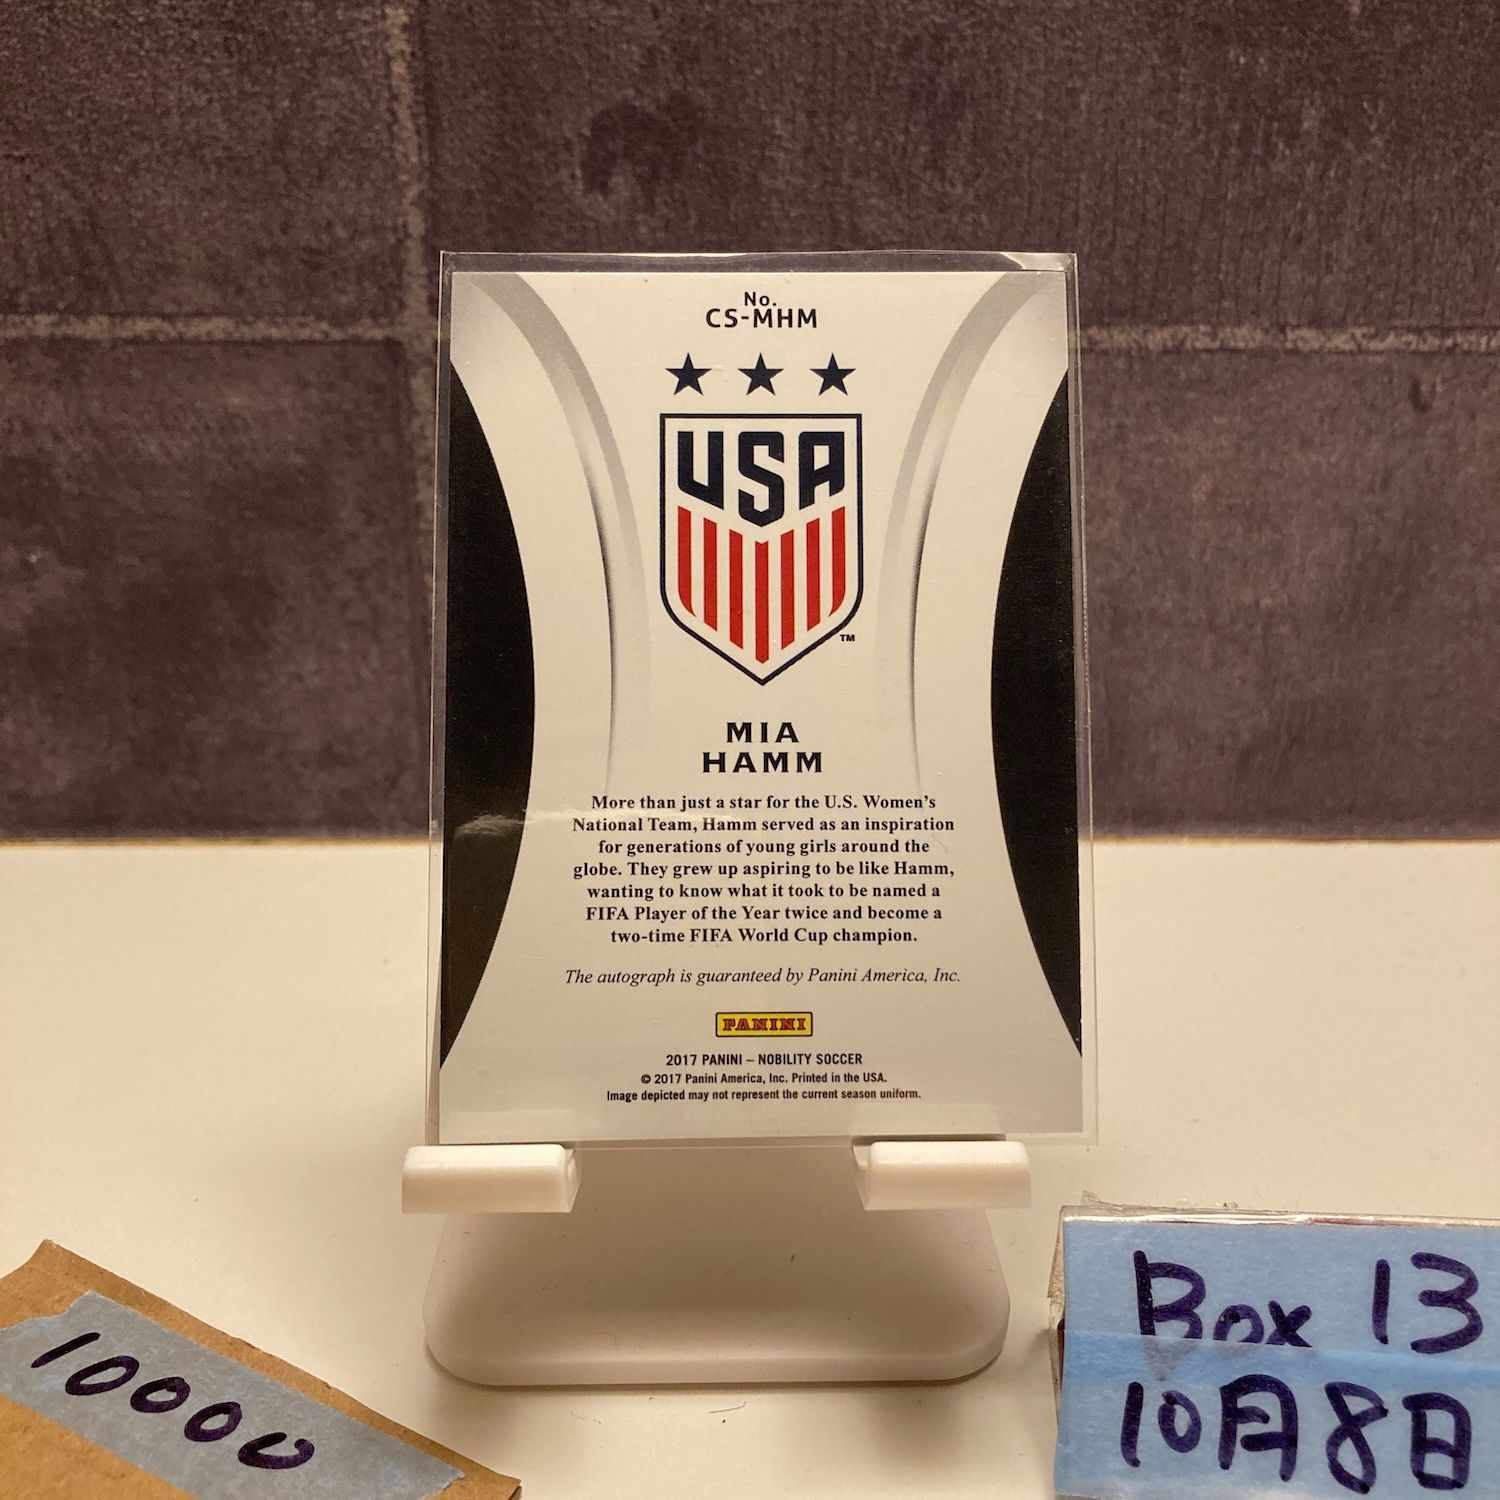 No.
CS-MHM
USA
TM
MIA
HAMM
More than just a star for the U.S. Women's
National Team, Hamm served as an inspiration
for generations of young girls around the
globe. They grew up aspiring to be like Hamm,
wanting to know what it took to be named a
FIFA Player of the Year twice and become a
two-time FIFA World Cup champion.
The autograph is guaranteed by Panini America, Inc.
PANINI
2017 PANINI – NOBILITY SOCCER
© 2017 Panini America, Inc. Printed in the USA.
Image depicted may not represent the current season uniform.
10000
Box 13
10月8日